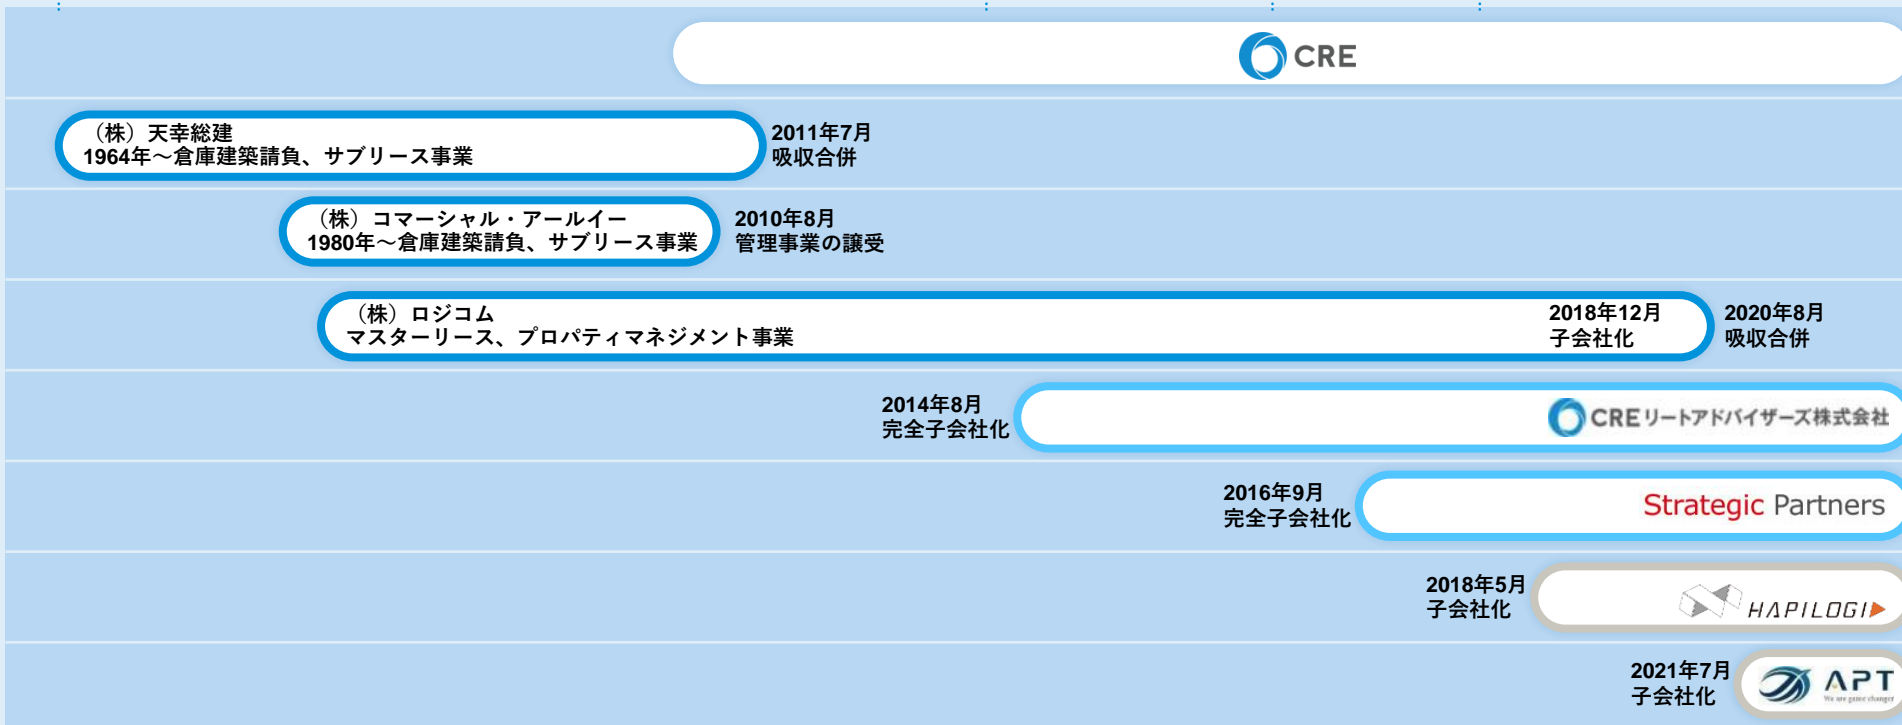 CRE
（株）天幸総建
1964年～倉庫建築請負、サブリース事業
2011年7月
吸収合併
（株）コマーシャル・アールイー
1980年～倉庫建築請負、サブリース事業
2010年8月
管理事業の譲受
（株）ロジコム
マスターリース、プロパティマネジメント事業
2018年12月
子会社化
2020年8月
吸収合併
2014年8月
完全子会社化
CREリートアドバイザーズ株式会社
2016年9月
完全子会社化
Strategic Partners
2018年5月
子会社化
HAPILOGI
2021年7月
子会社化
APT
We are game changer